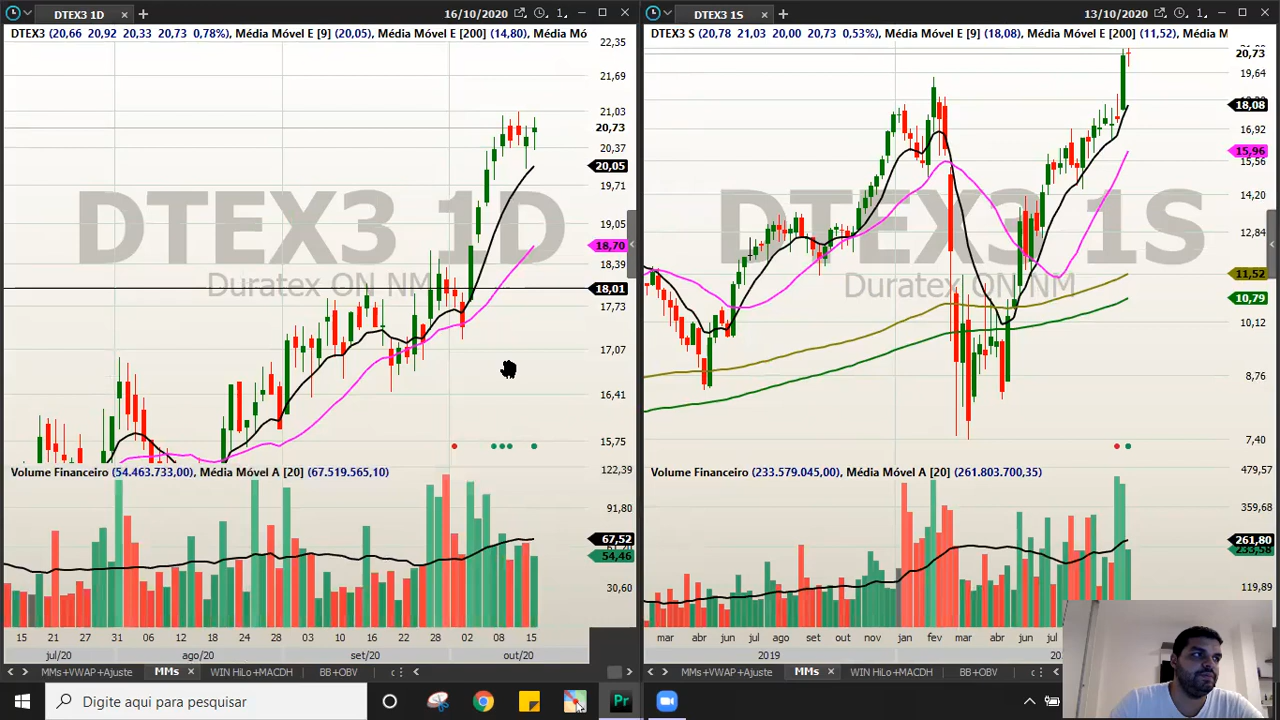 DTEX3 1D
16/10/2020
1
DTEX3 (20,66 20,92 20,33 20,73 0,78%), Média Móvel E [9] (20,05), Média Móvel E [200] (14,80), Média Mó
22,35
21,69
21,03
20,73
20,37
20,05
19,71
19,05
18,70
18,39
18,01
17,73
17,07
16,41
15,75
DTEX3 1D
Duratex ON NM
Volume Financeiro (54.463.733,00), Média Móvel A [20] (67.519.565,10)
122,39
91,80
67,52
54,46
30,60
15 21 27 31 06 12 18 24 28 03 10 16 22 28 02 08 15
jul/20 ago/20 set/20 out/20
MMs+VWAP+Ajuste MMs WIN HiLo+MACDH BB+OBV
DTEX3 1S
13/10/2020
1
DTEX3 S (20,78 21,03 20,00 20,73 0,53%), Média Móvel E [9] (18,08), Média Móvel E [200] (11,52), Média M
20,73
19,64
18,08
16,92
15,96
15,56
14,20
12,84
11,52
10,79
10,12
8,76
7,40
DTEX3 1S
Duratex ON NM
Volume Financeiro (233.579.045,00), Média Móvel A [20] (261.803.700,35)
479,57
359,68
261,80
233,58
119,89
mar abr jun jul ago set out nov jan fev mar abr jun jul
2019
MMs+VWAP+Ajuste MMs WIN HiLo+MACDH BB+OBV
Digite aqui para pesquisar
Pr